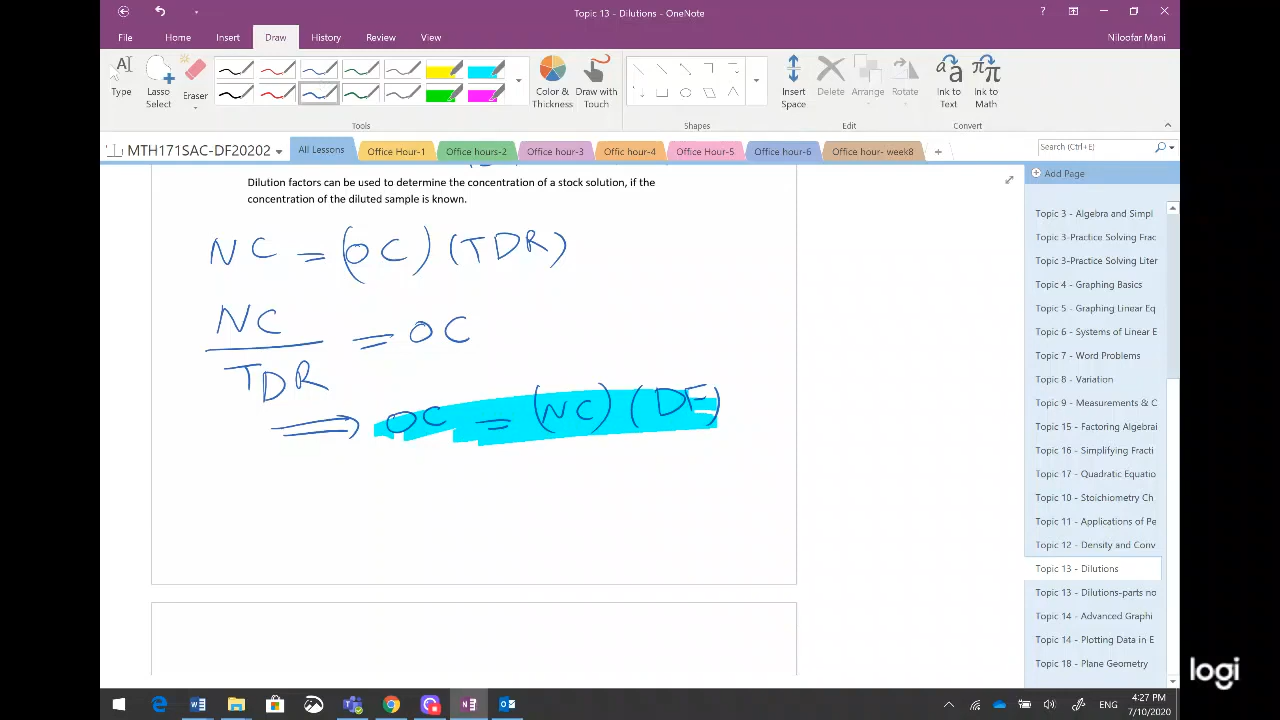 Topic 13 - Dilutions - OneNote
?
Niloofar Mani
File Home Insert Draw History Review View
Type
Lasso Select
Eraser
Color & Thickness
Draw with Touch
Insert Space
Delete
Arrange
Rotate
Ink to Text
Ink to Math
Tools
Shapes
Edit
Convert
MTH171SAC-DF20202
All Lessons
Office Hour-1
Office hours-2
Office hour-3
Offic hour-4
Office Hour-5
Office hour-6
Office hour- week8
+
Search (Ctrl+E)
Add Page
Topic 3 - Algebra and Simpl
Topic 3-Practice Solving Frac
Topic 3-Practice Solving Liter
Topic 4 - Graphing Basics
Topic 5 - Graphing Linear Eq
Topic 6 - Systems of Linear E
Topic 7 - Word Problems
Topic 8 - Variation
Topic 9 - Measurements & C
Topic 15 - Factoring Algebra
Topic 16 - Simplifying Fracti
Topic 17 - Quadratic Equatio
Topic 10 - Stoichiometry Ch
Topic 11 - Applications of Pe
Topic 12 - Density and Conv
Topic 13 - Dilutions
Topic 13 - Dilutions-parts no
Topic 14 - Advanced Graphi
Topic 14 - Plotting Data in E
Topic 18 - Plane Geometry
Dilution factors can be used to determine the concentration of a stock solution, if the
concentration of the diluted sample is known.
NC = (OC) (TDR)
NC
= OC
TDR
⟹ OC = (NC) (DF)
logi
ENG
4:27 PM
7/10/2020